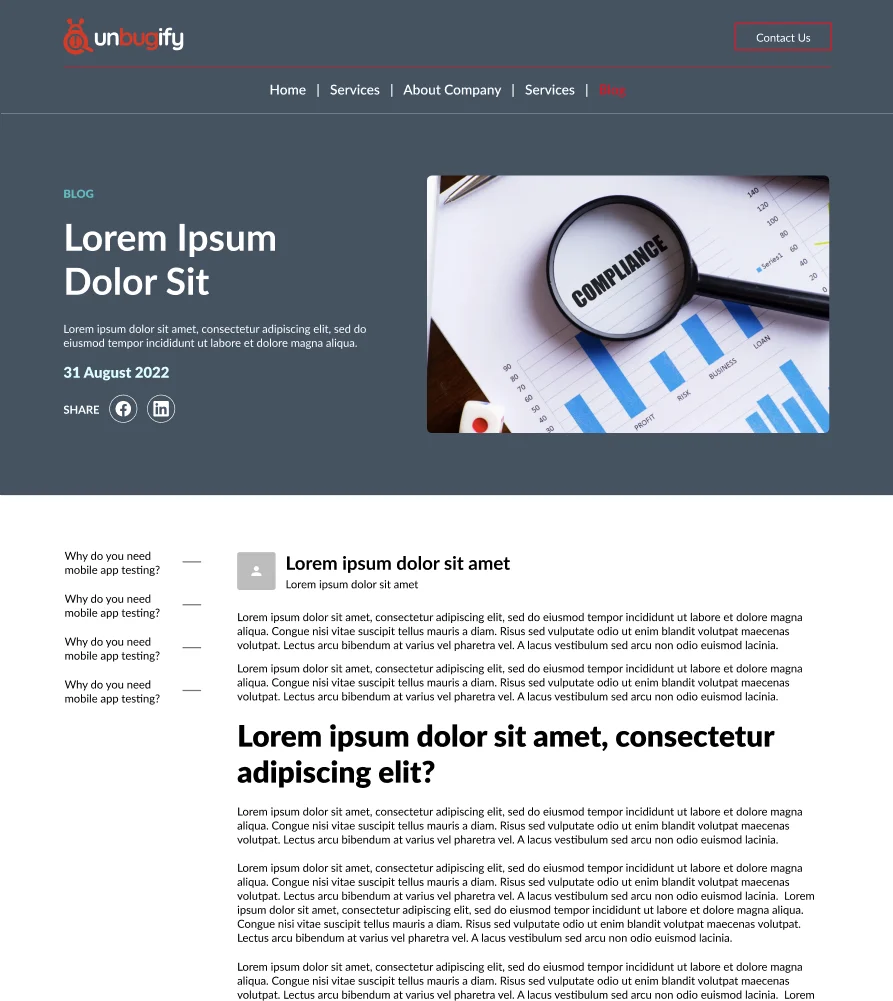 unbugify
Contact Us
Home | Services | About Company | Services | Blog
BLOG
Lorem Ipsum
Dolor Sit
Lorem ipsum dolor sit amet, consectetur adipiscing elit, sed do
eiusmod tempor incididunt ut labore et dolore magna aliqua.
31 August 2022
SHARE
COMPLIANCE
140
120
100
80
60
40
20
0
Series1
90
80
70
60
50
40
30
PROFIT
RISK
BUSINESS
LOAN
Why do you need
mobile app testing?
Why do you need
mobile app testing?
Why do you need
mobile app testing?
Why do you need
mobile app testing?
Lorem ipsum dolor sit amet
Lorem ipsum dolor sit amet
Lorem ipsum dolor sit amet, consectetur adipiscing elit, sed do eiusmod tempor incididunt ut labore et dolore magna
aliqua. Congue nisi vitae suscipit tellus mauris a diam. Risus sed vulputate odio ut enim blandit volutpat maecenas
volutpat. Lectus arcu bibendum at varius vel pharetra vel. A lacus vestibulum sed arcu non odio euismod lacinia.
Lorem ipsum dolor sit amet, consectetur adipiscing elit, sed do eiusmod tempor incididunt ut labore et dolore magna
aliqua. Congue nisi vitae suscipit tellus mauris a diam. Risus sed vulputate odio ut enim blandit volutpat maecenas
volutpat. Lectus arcu bibendum at varius vel pharetra vel. A lacus vestibulum sed arcu non odio euismod lacinia.
Lorem ipsum dolor sit amet, consectetur
adipiscing elit?
Lorem ipsum dolor sit amet, consectetur adipiscing elit, sed do eiusmod tempor incididunt ut labore et dolore magna
aliqua. Congue nisi vitae suscipit tellus mauris a diam. Risus sed vulputate odio ut enim blandit volutpat maecenas
volutpat. Lectus arcu bibendum at varius vel pharetra vel. A lacus vestibulum sed arcu non odio euismod lacinia.
Lorem ipsum dolor sit amet, consectetur adipiscing elit, sed do eiusmod tempor incididunt ut labore et dolore magna
aliqua. Congue nisi vitae suscipit tellus mauris a diam. Risus sed vulputate odio ut enim blandit volutpat maecenas
volutpat. Lectus arcu bibendum at varius vel pharetra vel. A lacus vestibulum sed arcu non odio euismod lacinia.  Lorem
ipsum dolor sit amet, consectetur adipiscing elit, sed do eiusmod tempor incididunt ut labore et dolore magna aliqua.
Congue nisi vitae suscipit tellus mauris a diam. Risus sed vulputate odio ut enim blandit volutpat maecenas volutpat.
Lectus arcu bibendum at varius vel pharetra vel. A lacus vestibulum sed arcu non odio euismod lacinia.
Lorem ipsum dolor sit amet, consectetur adipiscing elit, sed do eiusmod tempor incididunt ut labore et dolore magna
aliqua. Congue nisi vitae suscipit tellus mauris a diam. Risus sed vulputate odio ut enim blandit volutpat maecenas
volutpat. Lectus arcu bibendum at varius vel pharetra vel. A lacus vestibulum sed arcu non odio euismod lacinia.  Lorem